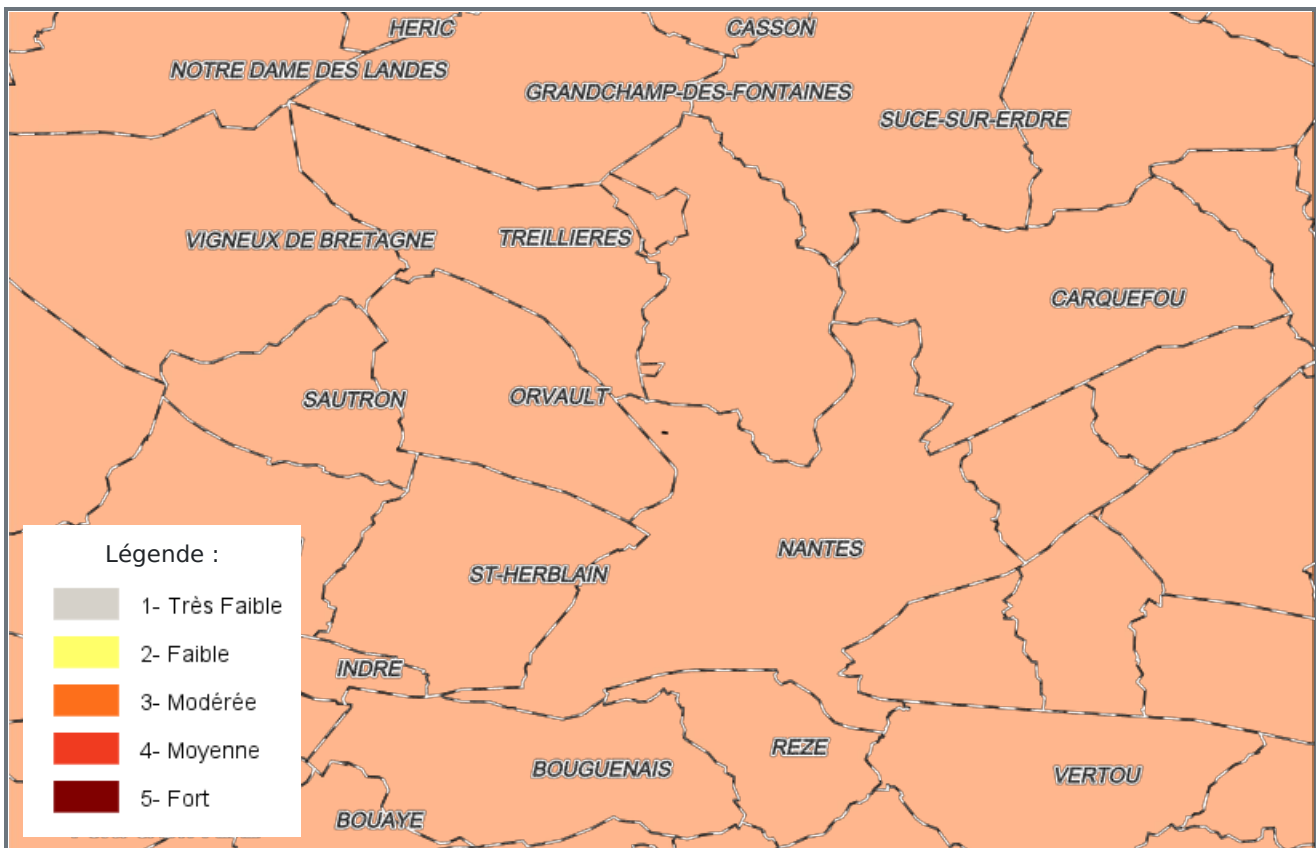 HERIC
CASSON
NOTRE DAME DES LANDES
GRANDCHAMP-DES-FONTAINES
SUCE-SUR-ERDRE
VIGNEUX DE BRETAGNE
TREILLIERES
CARQUEFOU
SAUTRON
ORVAULT
NANTES
ST-HERBLAIN
INDRE
REZE
BOUGUENAIS
VERTOU
BOUAYE
Légende :
1- Très Faible
2- Faible
3- Modérée
4- Moyenne
5- Fort